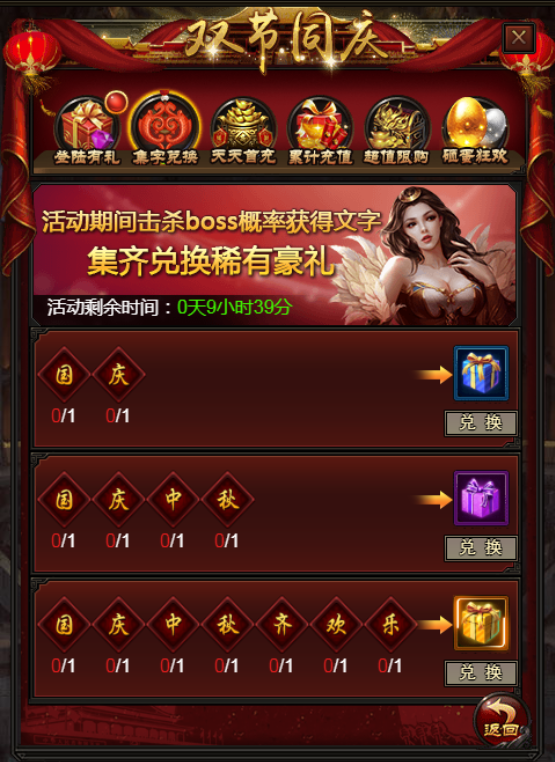 双节同庆
登陆有礼 集字兑换 天天首充 累计充值 超值限购 砸蛋狂欢
活动期间击杀boss概率获得文字
集齐兑换稀有豪礼
活动剩余时间：0天9小时39分
国 庆
0/1 0/1
兑 换
国 庆 中 秋
0/1 0/1 0/1 0/1
兑 换
国 庆 中 秋 齐 欢 乐
0/1 0/1 0/1 0/1 0/1 0/1 0/1
兑 换
返回